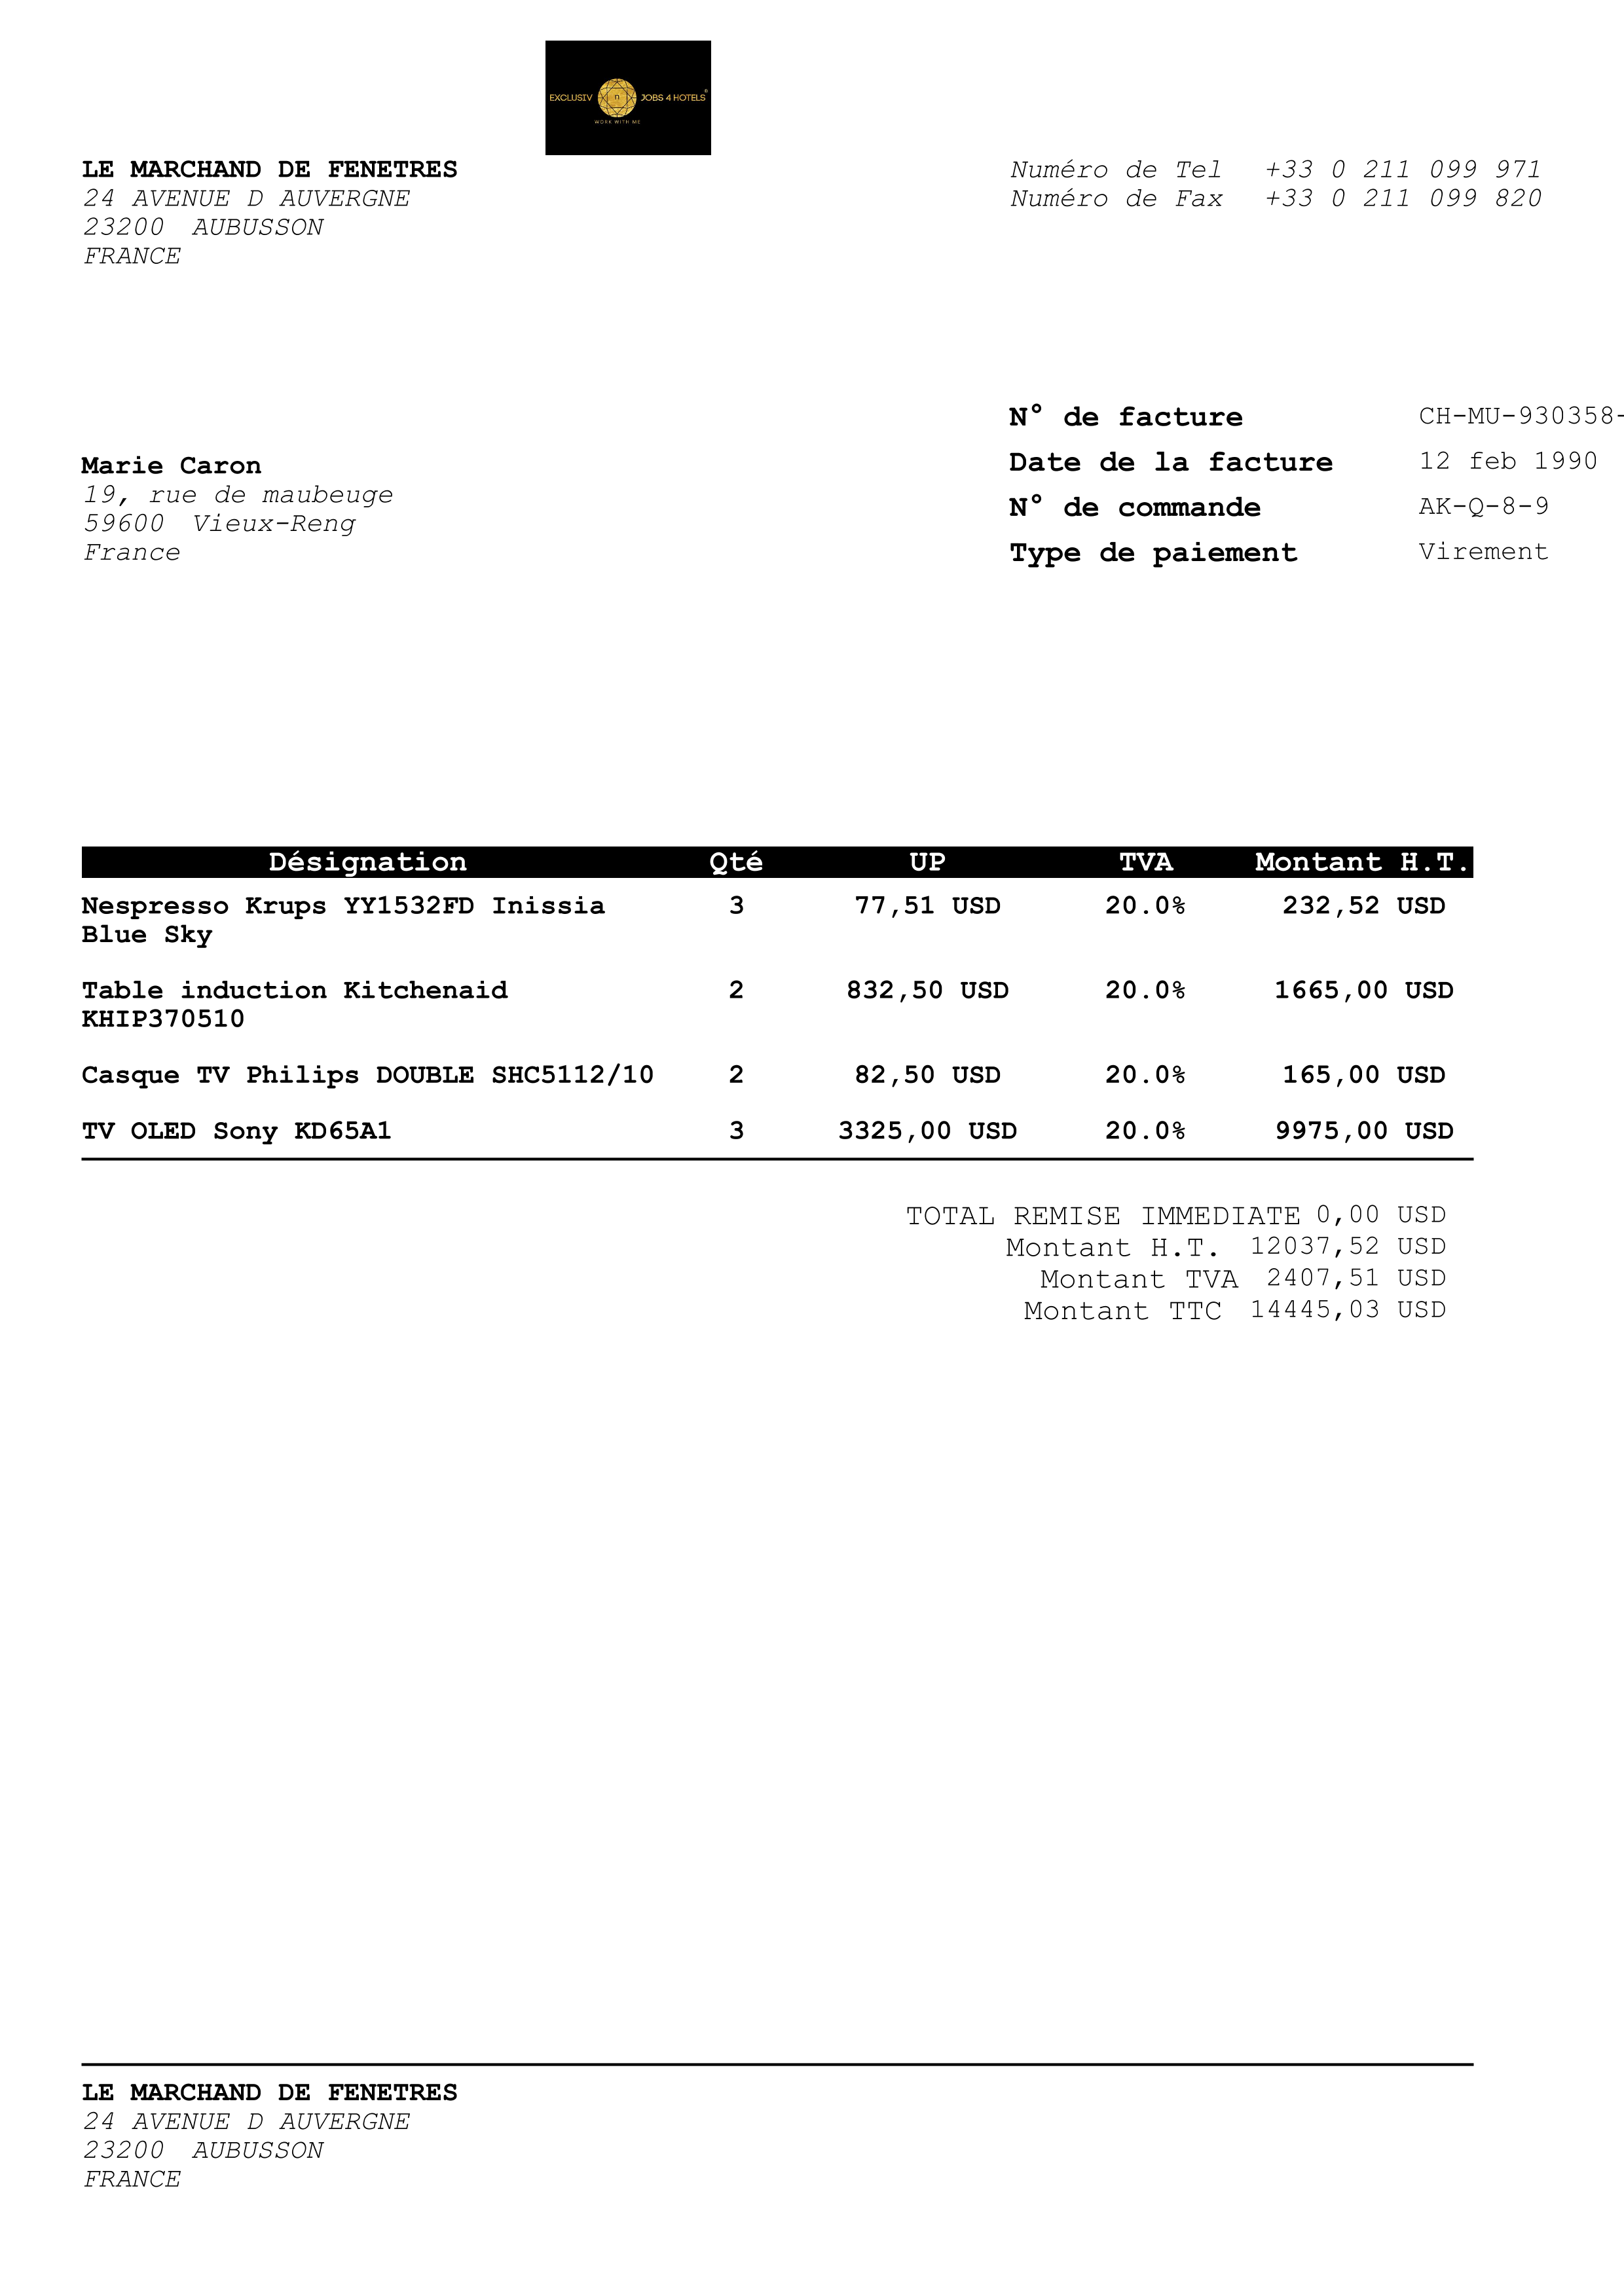 EXCLUSIV n JOBS 4 HOTELS®
WORK WITH ME
LE MARCHAND DE FENETRES
24 AVENUE D AUVERGNE
23200 AUBUSSON
FRANCE
Numéro de Tel +33 0 211 099 971
Numéro de Fax +33 0 211 099 820
Marie Caron
19, rue de maubeuge
59600 Vieux-Reng
France
N° de facture CH-MU-930358-
Date de la facture 12 feb 1990
N° de commande AK-Q-8-9
Type de paiement Virement
Désignation Qté UP TVA Montant H.T.
Nespresso Krups YY1532FD Inissia 3 77,51 USD 20.0% 232,52 USD
Blue Sky
Table induction Kitchenaid 2 832,50 USD 20.0% 1665,00 USD
KHIP370510
Casque TV Philips DOUBLE SHC5112/10 2 82,50 USD 20.0% 165,00 USD
TV OLED Sony KD65A1 3 3325,00 USD 20.0% 9975,00 USD
TOTAL REMISE IMMEDIATE 0,00 USD
Montant H.T. 12037,52 USD
Montant TVA 2407,51 USD
Montant TTC 14445,03 USD
LE MARCHAND DE FENETRES
24 AVENUE D AUVERGNE
23200 AUBUSSON
FRANCE